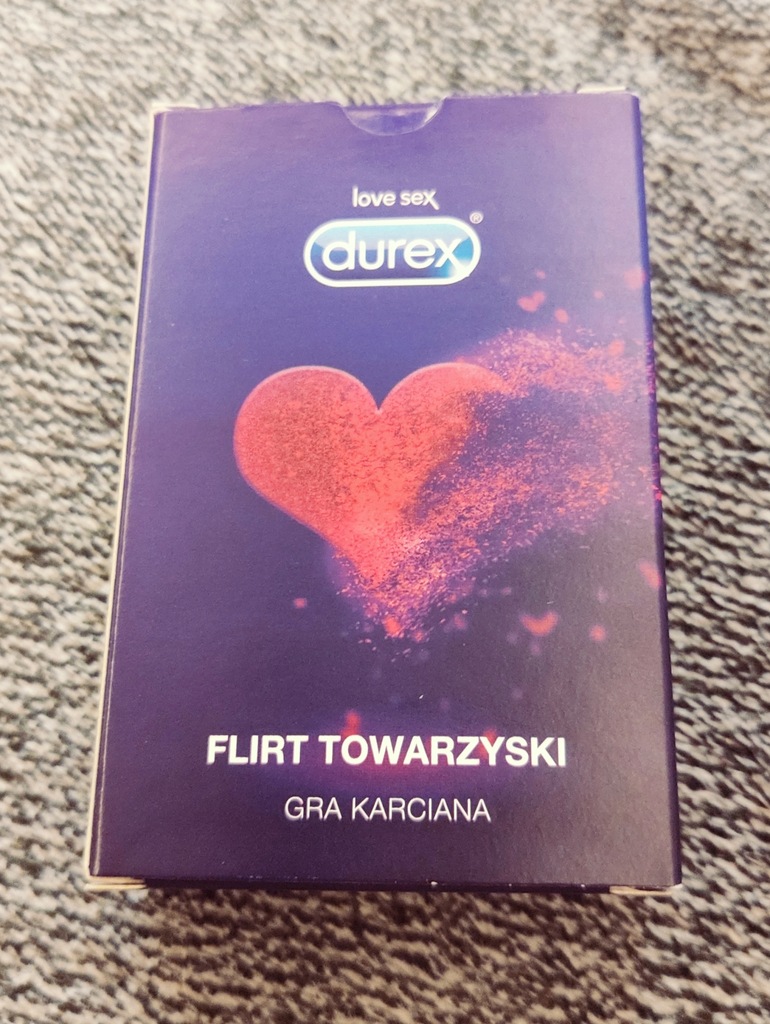 love sex
durex®
FLIRT TOWARZYSKI
GRA KARCIANA